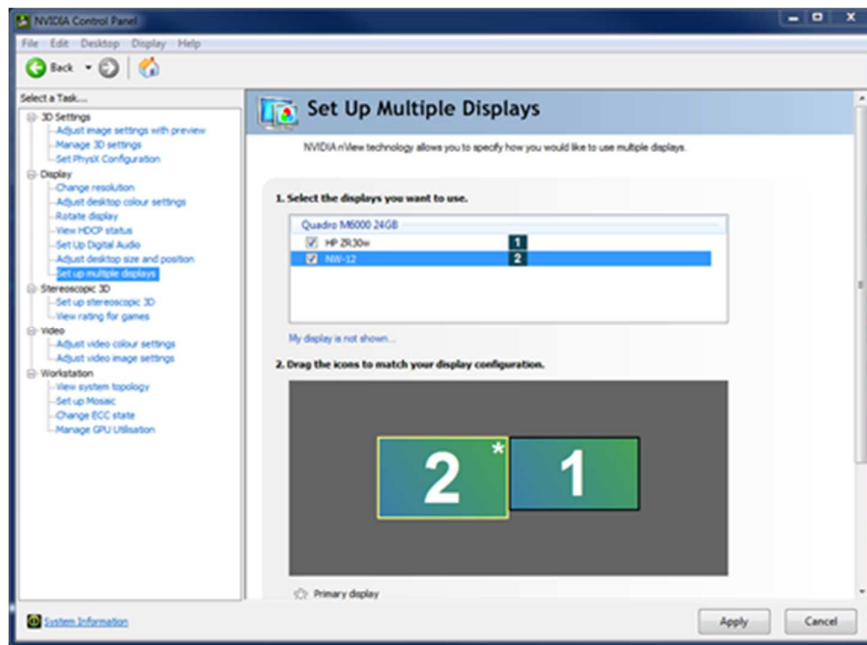 NVIDIA Control Panel
File Edit Desktop Display Help
Back
Select a Task...
3D Settings
Adjust image settings with preview
Manage 3D settings
Set PhysX Configuration
Display
Change resolution
Adjust desktop colour settings
Rotate display
View HDCP status
Set Up Digital Audio
Adjust desktop size and position
Set up multiple displays
Stereoscopic 3D
Set up stereoscopic 3D
View rating for games
Video
Adjust video colour settings
Adjust video image settings
Workstation
View system topology
Set up Mosaic
Change ECC state
Manage GPU Utilisation
System Information
Set Up Multiple Displays
NVIDIA nView technology allows you to specify how you would like to use multiple displays.
1. Select the displays you want to use.
Quadro M6000 24GB
HP ZR30w 1
NW-12 2
My display is not shown...
2. Drag the icons to match your display configuration.
2 * 1
Primary display
Apply Cancel